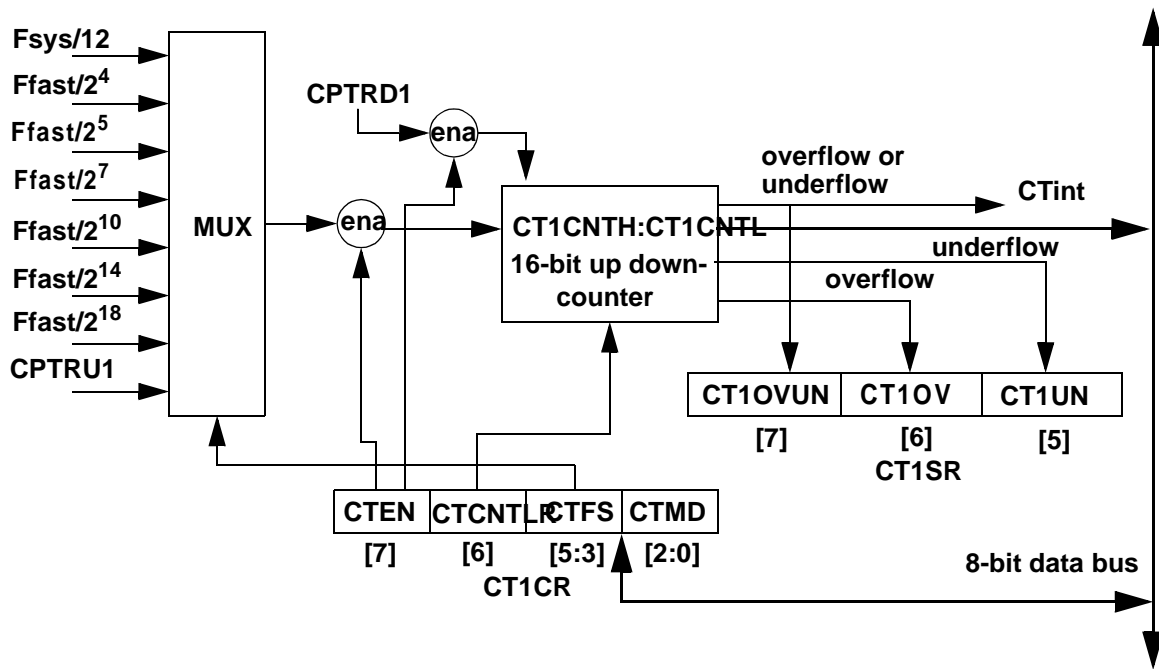 Fsys/12
Ffast/2^4
Ffast/2^5
Ffast/2^7
Ffast/2^10
Ffast/2^14
Ffast/2^18
CPTRU1
MUX
CPTRD1
ena
ena
CT1CNTH:CT1CNTL
16-bit up down-
counter
overflow or
underflow
CTint
underflow
overflow
CT1OVUN CT1OV CT1UN
[7] [6] [5]
CT1SR
CTEN CTCNTLR CTFS CTMD
[7] [6] [5:3] [2:0]
CT1CR
8-bit data bus